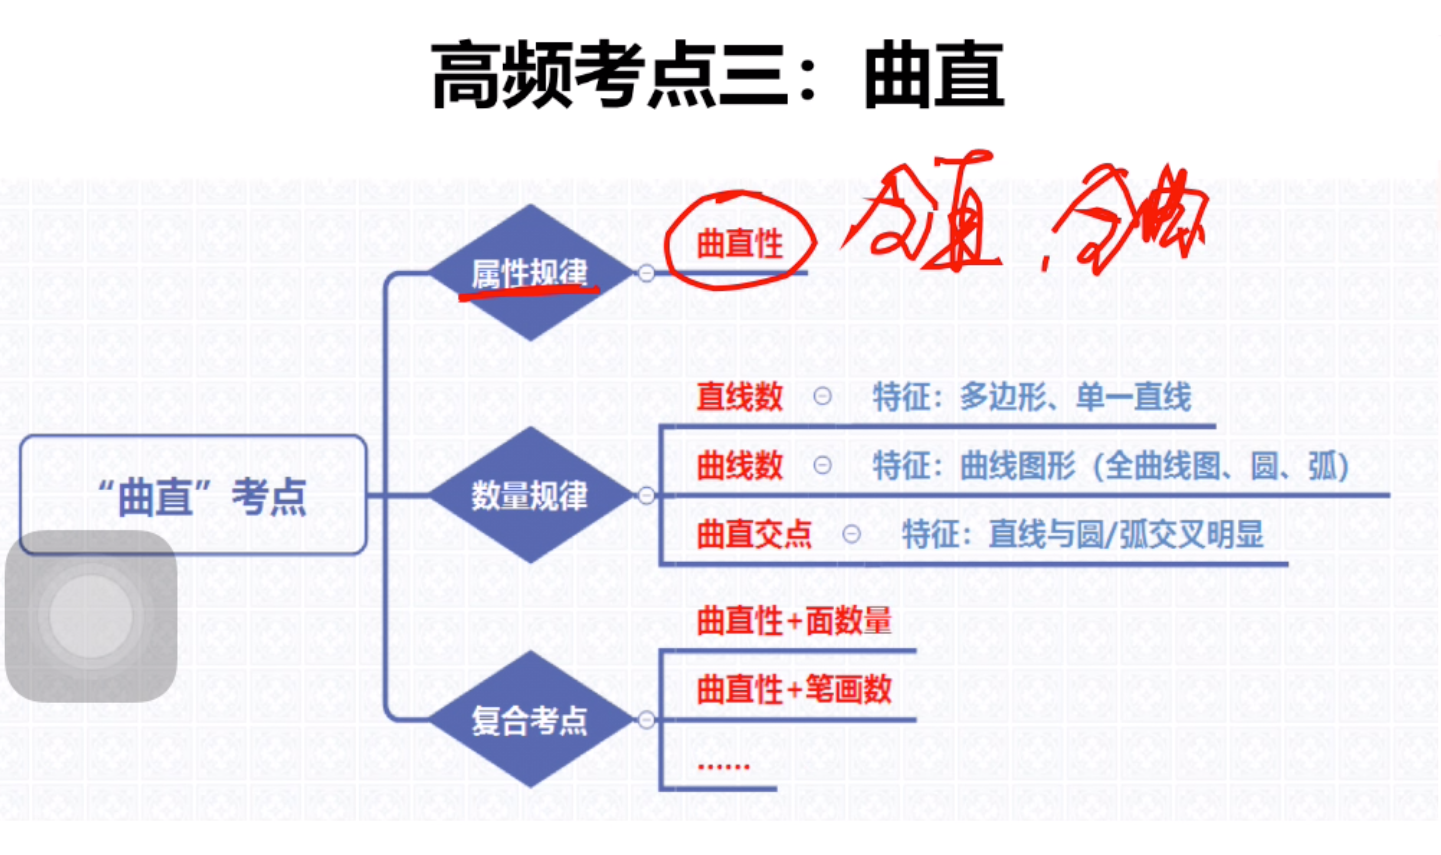 高频考点三：曲直
全直，全曲
曲直性
属性规律
直线数 特征：多边形、单一直线
曲线数 特征：曲线图形（全曲线图、圆、弧）
“曲直”考点
数量规律
曲直交点 特征：直线与圆/弧交叉明显
曲直性+面数量
曲直性+笔画数
复合考点
……